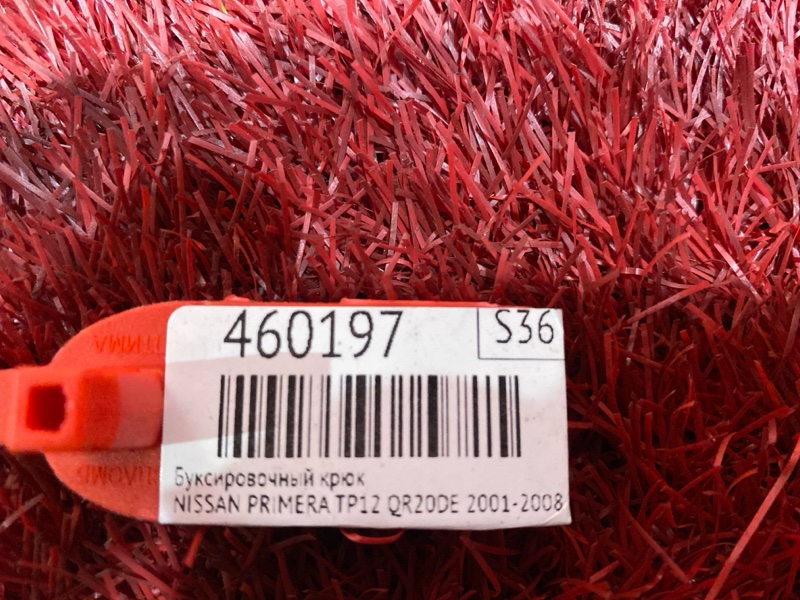 460197
S36
Буксировочный крюк
NISSAN PRIMERA TP12 QR20DE 2001-2008